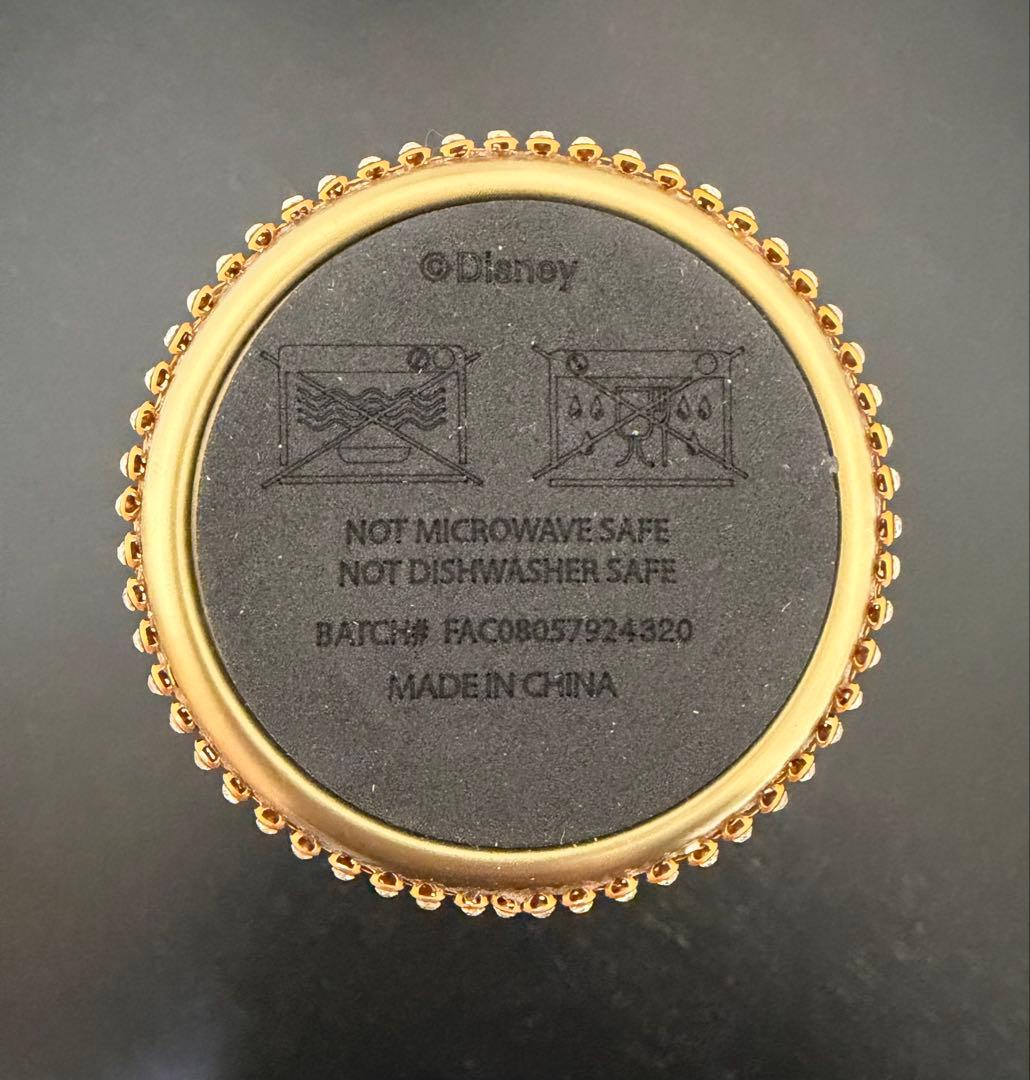 ©Disney
NOT MICROWAVE SAFE
NOT DISHWASHER SAFE
BATCH# FAC08057924320
MADE IN CHINA